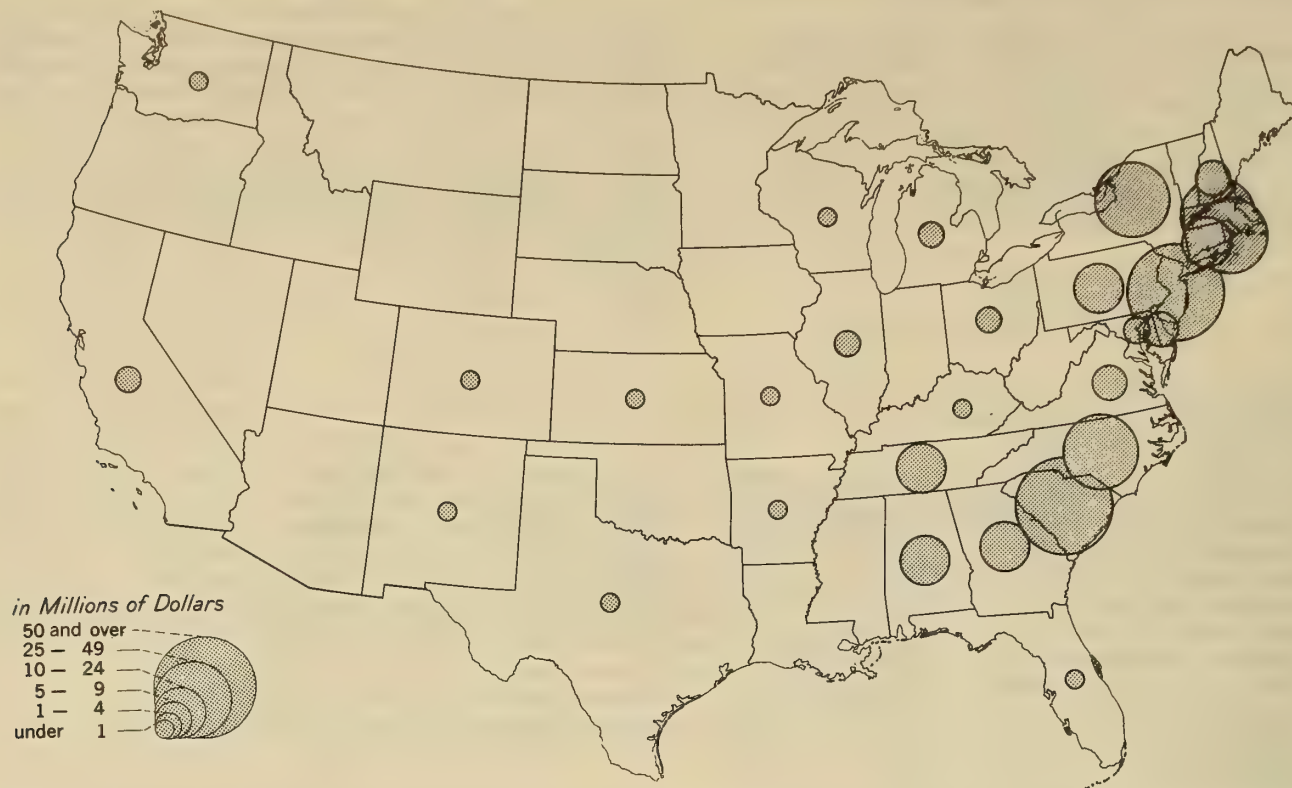 in Millions of Dollars
50 and over
25 – 49
10 – 24
5 – 9
1 – 4
under 1